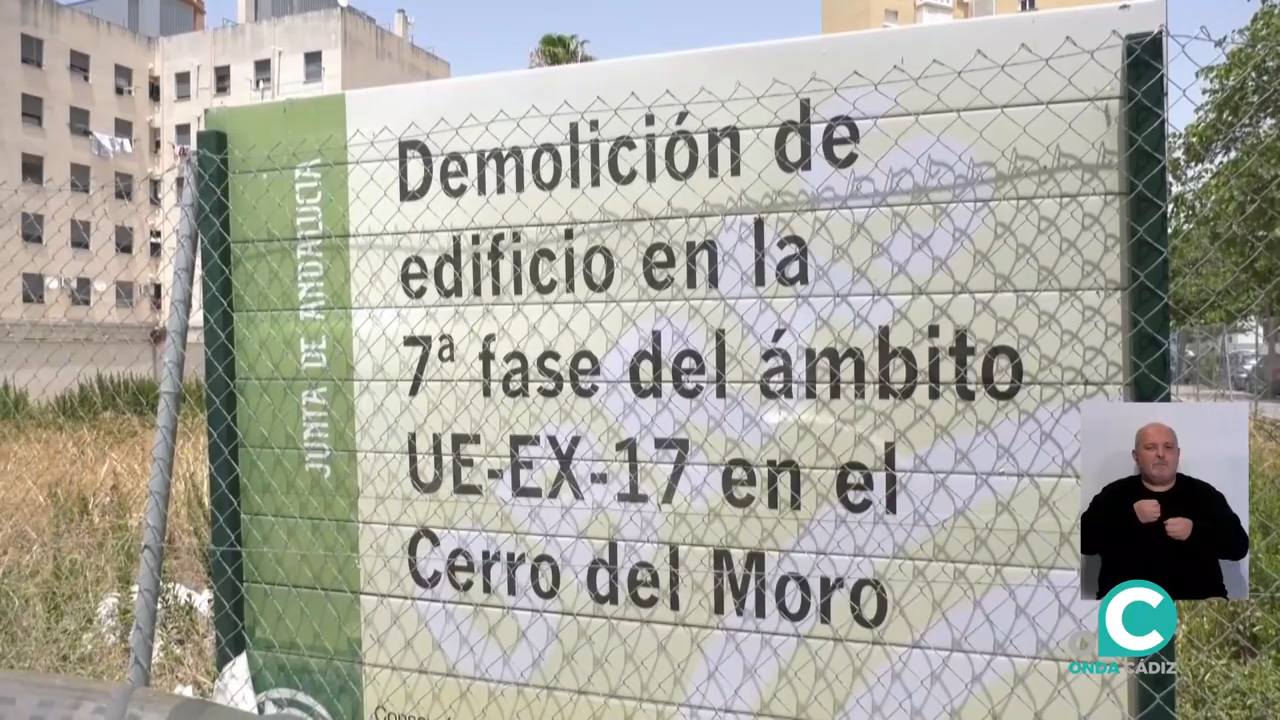 JUNTA DE ANDALUCIA
Demolición de
edificio en la
7ª fase del ámbito
UE-EX-17 en el
Cerro del Moro
ONDA CÁDIZ